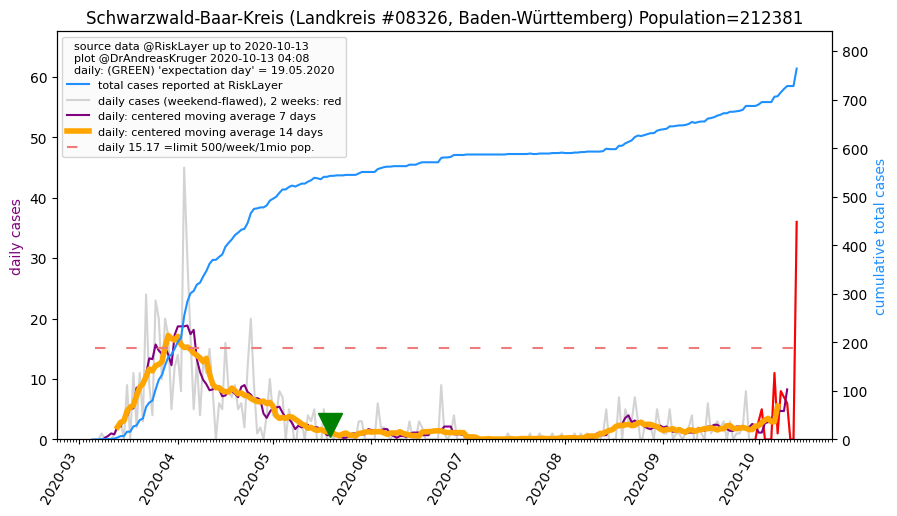 Schwarzwald-Baar-Kreis (Landkreis #08326, Baden-Württemberg) Population=212381
source data @RiskLayer up to 2020-10-13
plot @DrAndreasKruger 2020-10-13 04:08
daily: (GREEN) 'expectation day' = 19.05.2020
total cases reported at RiskLayer
daily cases (weekend-flawed), 2 weeks: red
daily: centered moving average 7 days
daily: centered moving average 14 days
daily 15.17 =limit 500/week/1mio pop.
daily cases
0
10
20
30
40
50
60
cumulative total cases
0
100
200
300
400
500
600
700
800
2020-03
2020-04
2020-05
2020-06
2020-07
2020-08
2020-09
2020-10